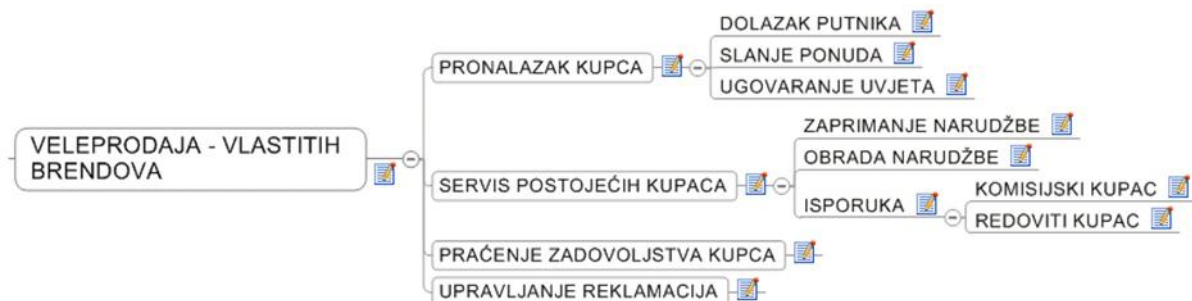 DOLAZAK PUTNIKA
PRONALAZAK KUPCA
SLANJE PONUDA
UGOVARANJE UVJETA
VELEPRODAJA - VLASTITIH
BRENDOVA
ZAPRIMANJE NARUDŽBE
OBRADA NARUDŽBE
SERVIS POSTOJEĆIH KUPACA
ISPORUKA
KOMISIJSKI KUPAC
REDOVITI KUPAC
PRAĆENJE ZADOVOLJSTVA KUPCA
UPRAVLJANJE REKLAMACIJA